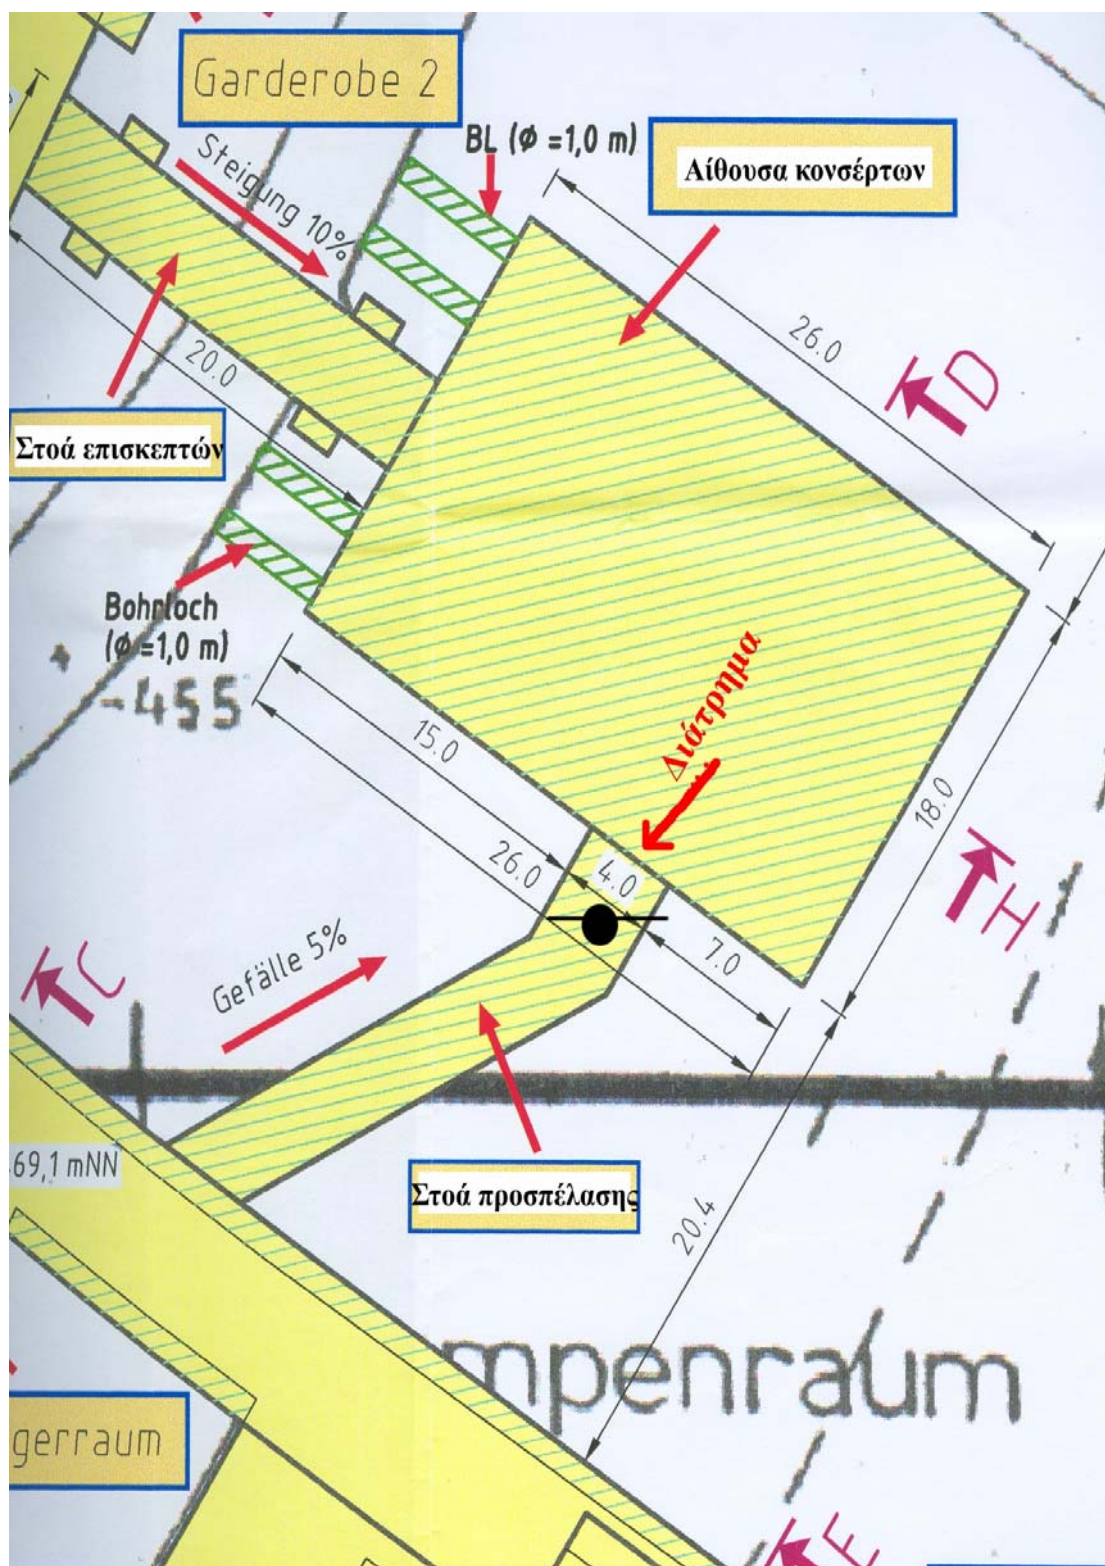 Garderobe 2
BL (ϕ =1,0 m)
Αίθουσα κονσέρτων
Steigung 10%
26.0
D
20.0
Στοά επισκεπτών
Bohrloch
(ϕ =1,0 m)
-455
Διάτρημα
15.0
18.0
26.0
4.0
H
7.0
C
Gefälle 5%
69,1 mNN
Στοά προσπέλασης
20.4
mpenraum
gerraum
E